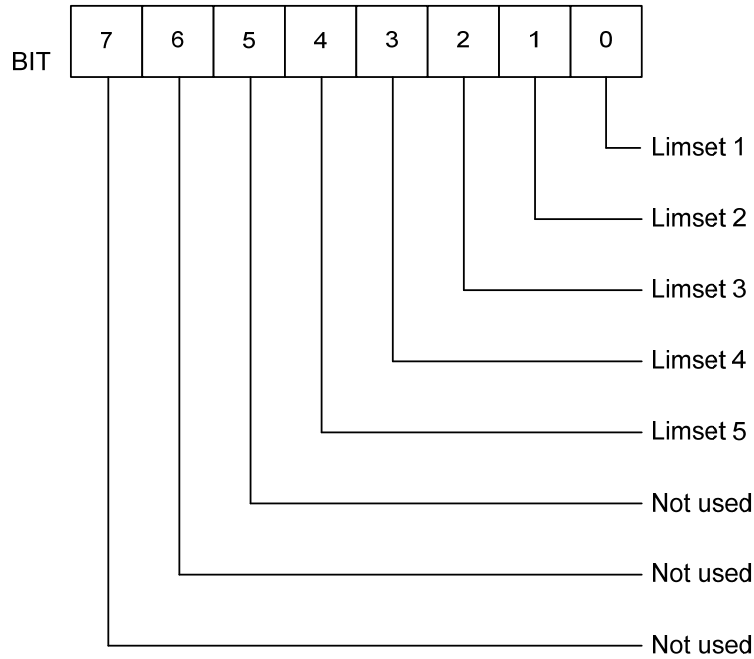 BIT 7 6 5 4 3 2 1 0
Limset 1
Limset 2
Limset 3
Limset 4
Limset 5
Not used
Not used
Not used